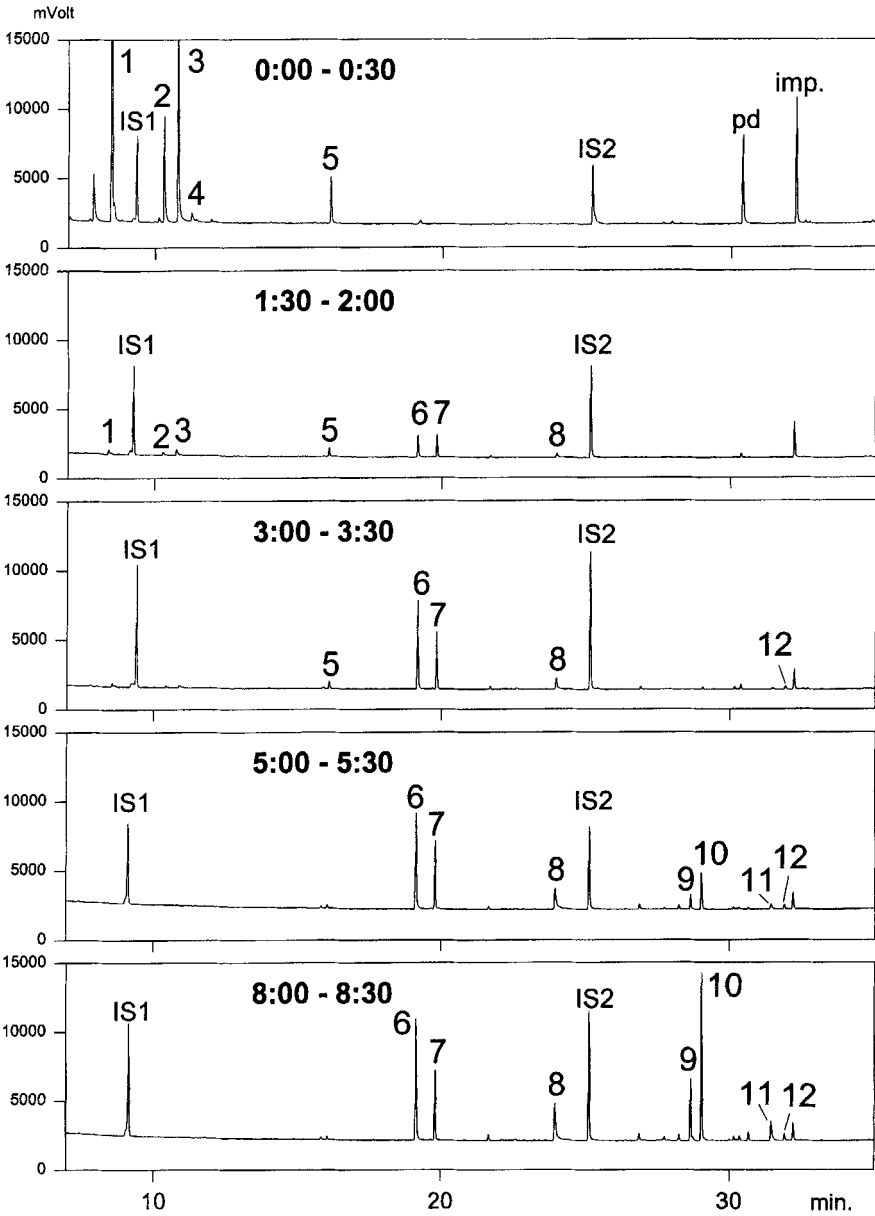 mVolt
15000
10000
5000
0
0:00 - 0:30
1
IS1
2
3
4
5
IS2
pd
imp.
15000
10000
5000
0
1:30 - 2:00
1
IS1
2
3
5
6
7
8
IS2
15000
10000
5000
0
3:00 - 3:30
IS1
5
6
7
8
IS2
12
15000
10000
5000
0
5:00 - 5:30
IS1
6
7
8
IS2
9
10
11
12
15000
10000
5000
0
8:00 - 8:30
IS1
6
7
8
IS2
9
10
11
12
10 20 30 min.